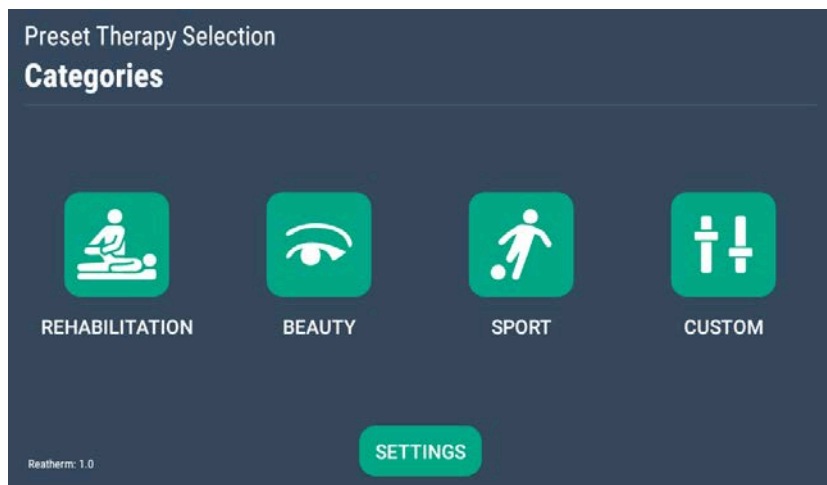 Preset Therapy Selection
Categories
REHABILITATION
BEAUTY
SPORT
CUSTOM
SETTINGS
Reatherm: 1.0